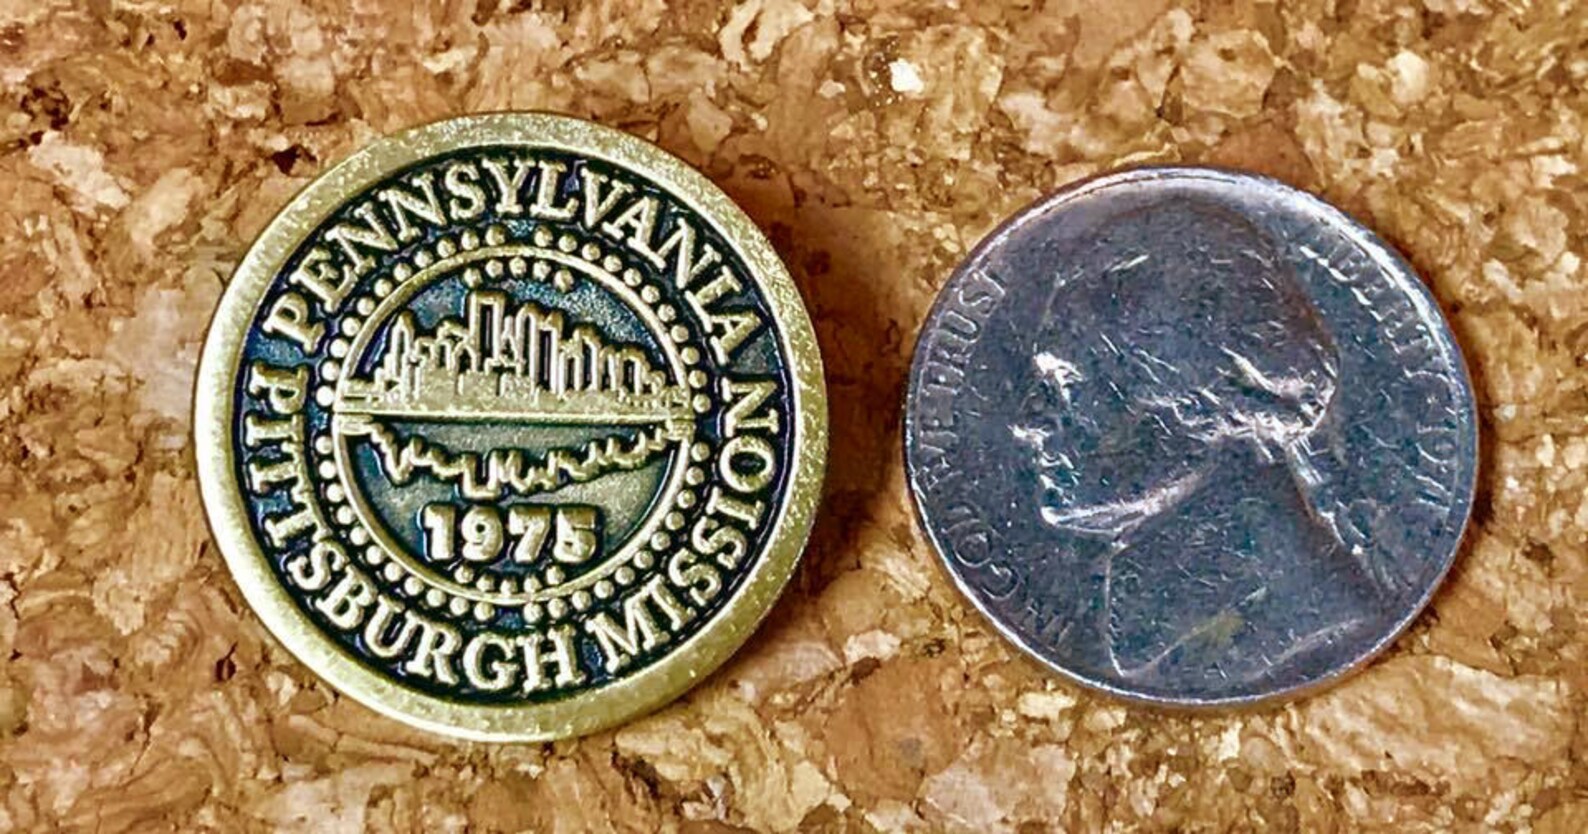 PENNSYLVANIA
PITTSBURGH MISSION
1975
IN GOD WE TRUST
LIBERTY